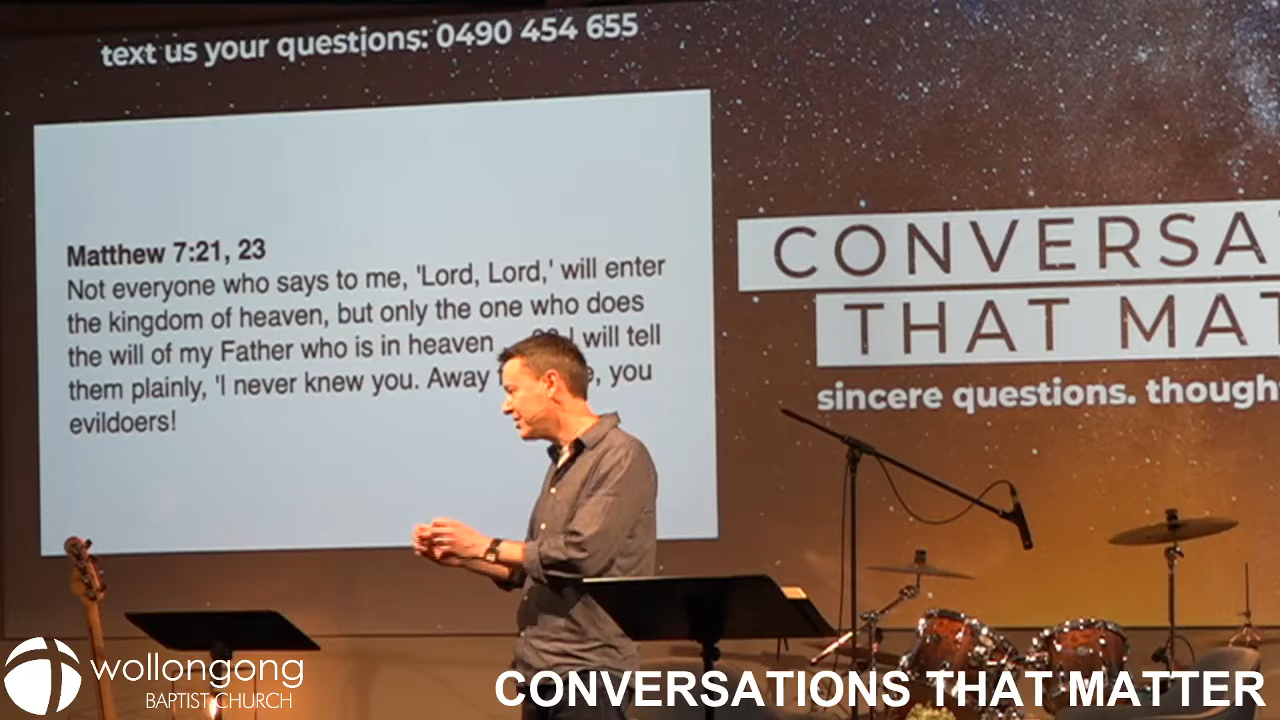 text us your questions: 0490 454 655
Matthew 7:21, 23
Not everyone who says to me, 'Lord, Lord,' will enter
the kingdom of heaven, but only the one who does
the will of my Father who is in heaven I will tell
them plainly, 'I never knew you. Away you
evildoers!
CONVERSA
THAT MAT
sincere questions. though
wollongong
BAPTIST CHURCH
CONVERSATIONS THAT MATTER